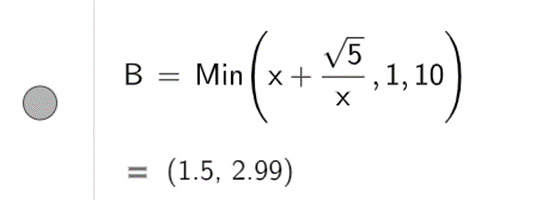 B = Min(x + √5/x, 1, 10)
= (1.5, 2.99)